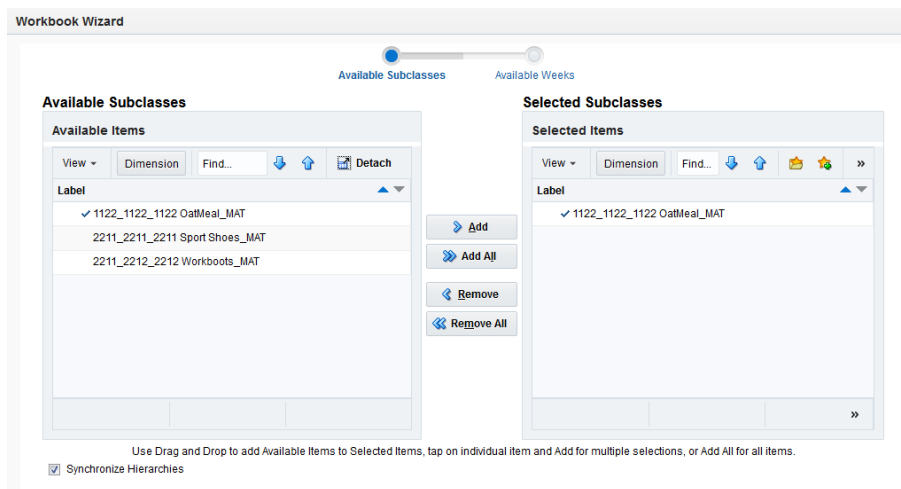 Workbook Wizard
Available Subclasses Available Weeks
Available Subclasses
Available Items
View Dimension Find... Detach
Label
1122_1122_1122 OatMeal_MAT
2211_2211_2211 Sport Shoes_MAT
2211_2212_2212 Workboots_MAT
Add
Add All
Remove
Remove All
Selected Subclasses
Selected Items
View Dimension Find... »
Label
1122_1122_1122 OatMeal_MAT
»
Use Drag and Drop to add Available Items to Selected Items, tap on individual item and Add for multiple selections, or Add All for all items.
Synchronize Hierarchies